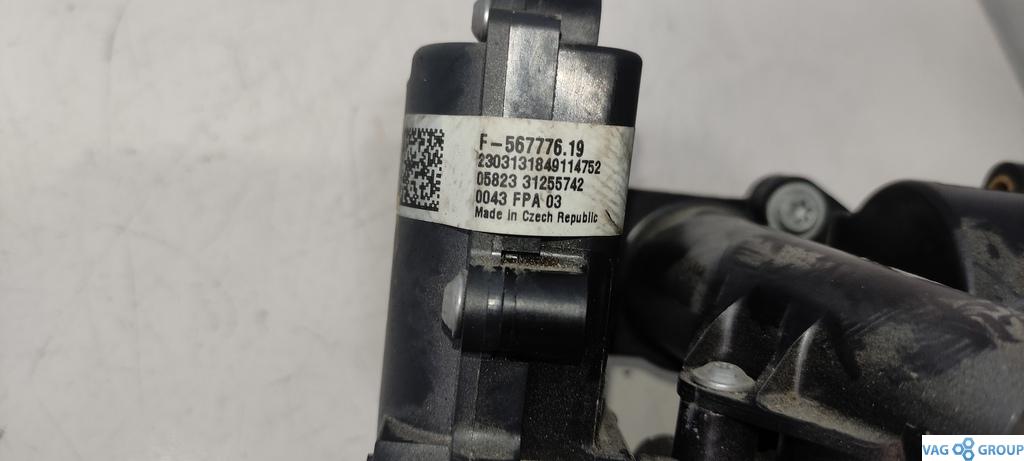 F-567776.19
2303131849114752
05823 31255742
0043 FPA 03
Made in Czech Republic
VAG GROUP